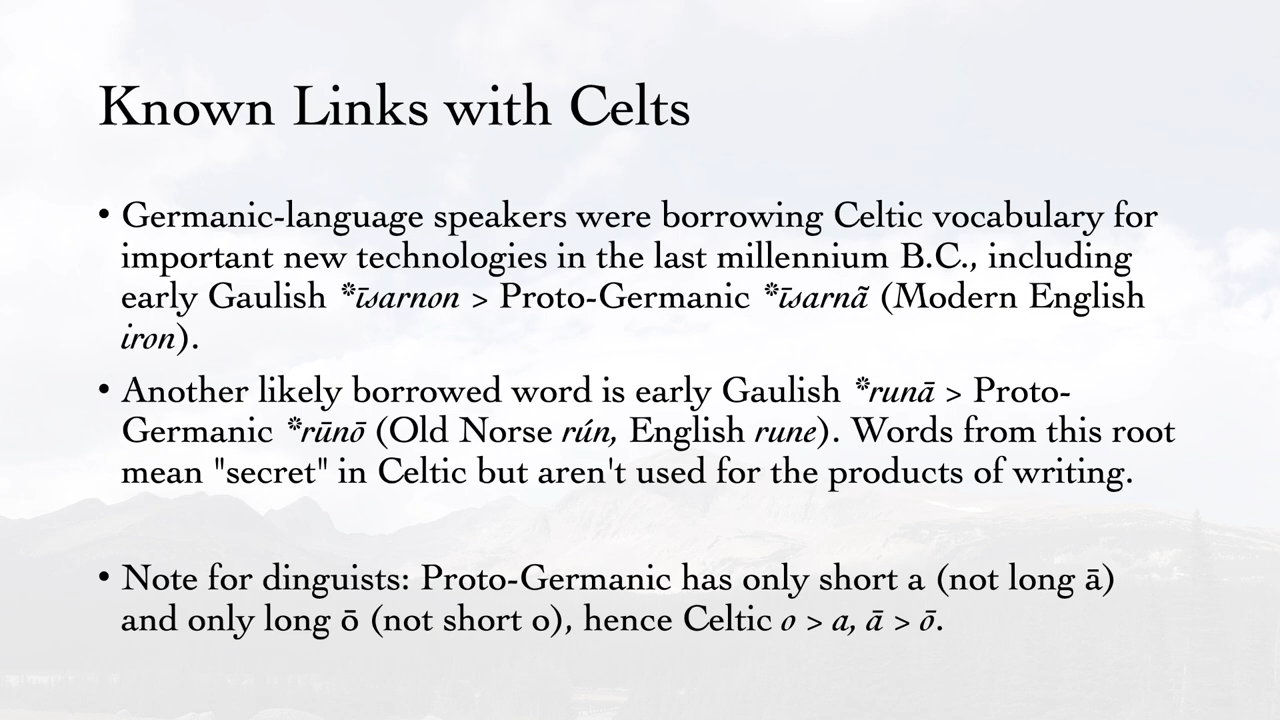 Known Links with Celts
• Germanic-language speakers were borrowing Celtic vocabulary for
important new technologies in the last millennium B.C., including
early Gaulish *īsarnon > Proto-Germanic *īsarnã (Modern English
iron).
• Another likely borrowed word is early Gaulish *runā > Proto-
Germanic *rūnō (Old Norse rún, English rune). Words from this root
mean "secret" in Celtic but aren't used for the products of writing.
• Note for dinguists: Proto-Germanic has only short a (not long ā)
and only long ō (not short o), hence Celtic o > a, ā > ō.